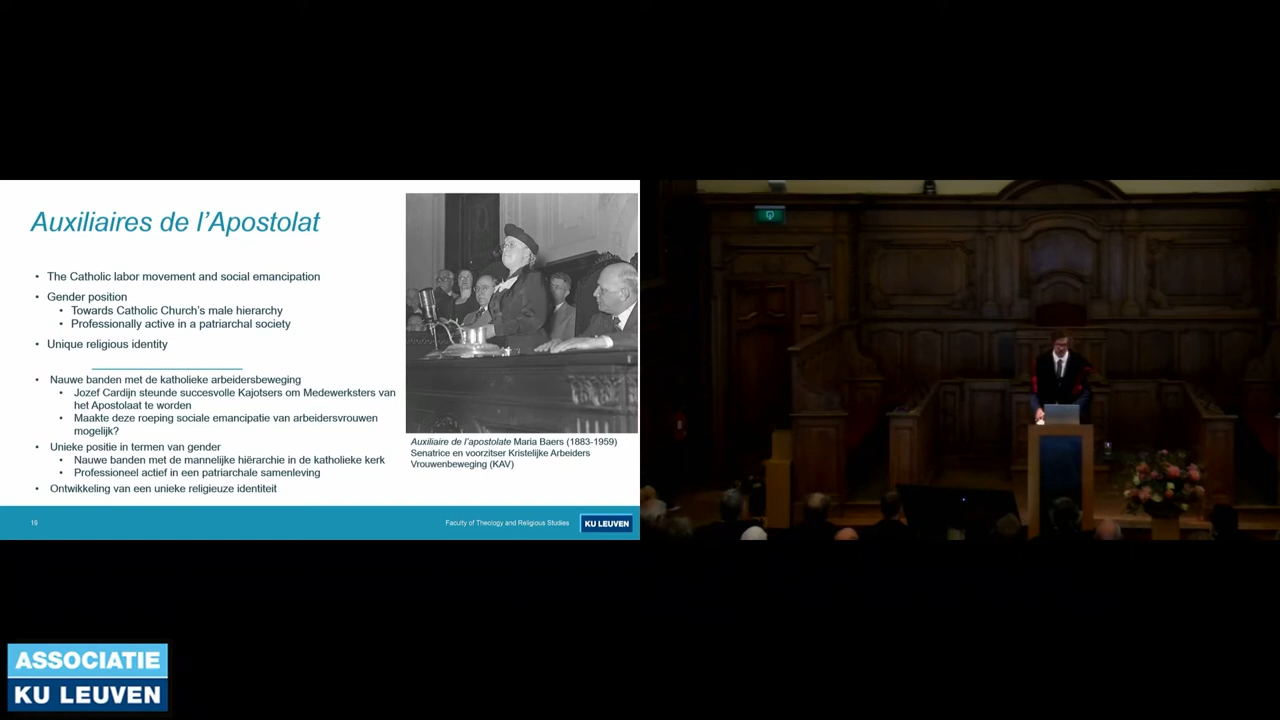 Auxiliaires de l'Apostolat
• The Catholic labor movement and social emancipation
• Gender position
• Towards Catholic Church's male hierarchy
• Professionally active in a patriarchal society
• Unique religious identity
• Nauwe banden met de katholieke arbeidersbeweging
• Jozef Cardijn steunde succesvolle Kajotsers om Medewerksters van
het Apostolaat te worden
• Maakte deze roeping sociale emancipatie van arbeidersvrouwen
mogelijk?
• Unieke positie in termen van gender
• Nauwe banden met de mannelijke hiërarchie in de katholieke kerk
• Professioneel actief in een patriarchale samenleving
• Ontwikkeling van een unieke religieuze identiteit
Auxiliaire de l'apostolate Maria Baers (1883-1959)
Senatrice en voorzitser Kristelijke Arbeiders
Vrouwenbeweging (KAV)
19
Faculty of Theology and Religious Studies
KU LEUVEN
ASSOCIATIE
KU LEUVEN